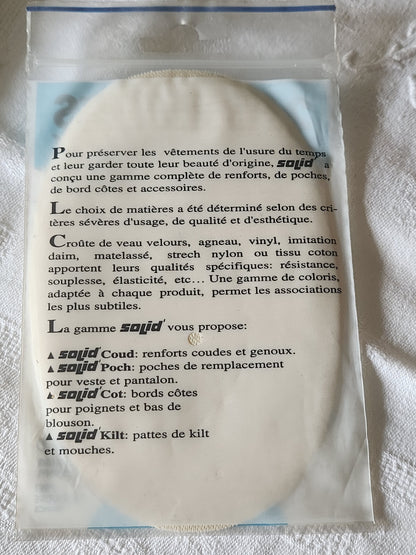 Pour préserver les vêtements de l'usure du temps
et leur garder toute leur beauté d'origine, solid' a
conçu une gamme complète de renforts, de poches,
de bord côtes et accessoires.
Le choix de matières a été déterminé selon des cri-
tères sévères d'usage, de qualité et d'esthétique.
Croûte de veau velours, agneau, vinyl, imitation
daim, matelassé, strech nylon ou tissu coton
apportent leurs qualités spécifiques: résistance,
souplesse, élasticité, etc... Une gamme de coloris,
adaptée à chaque produit, permet les associations
les plus subtiles.
La gamme solid' vous propose:
▲ solid'Coud: renforts coudes et genoux.
▲ solid'Poch: poches de remplacement
pour veste et pantalon.
▲ solid'Cot: bords côtes
pour poignets et bas de
blouson.
▲ solid'Kilt: pattes de kilt
et mouches.